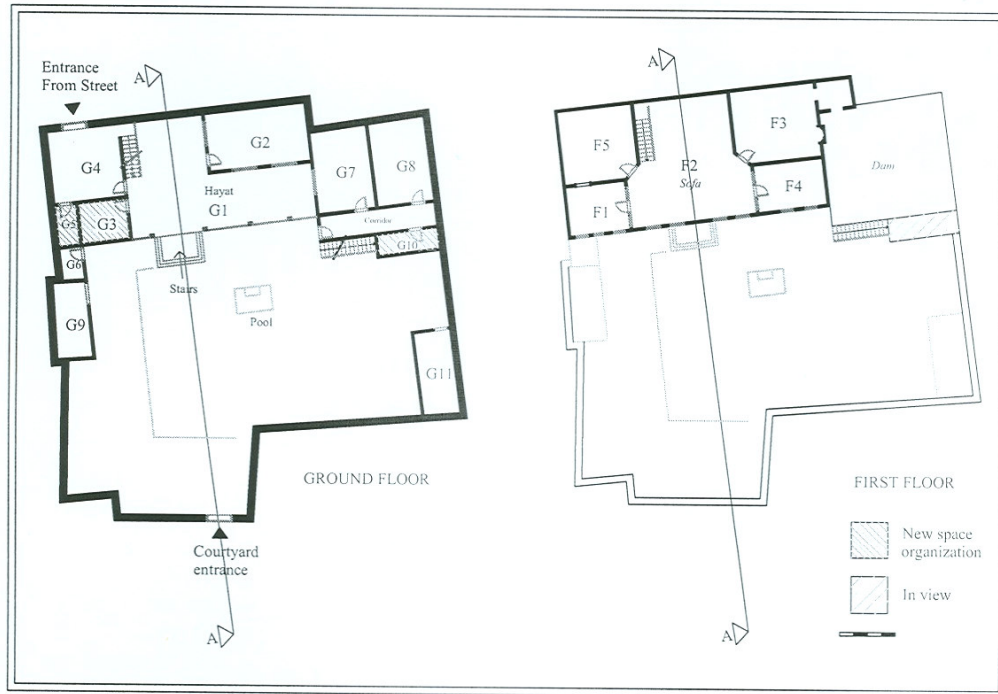 Entrance
From Street
A
G4
G2
G7
G8
Hayat
G1
G5
G3
Corridor
G10
G6
Stairs
G9
Pool
G11
GROUND FLOOR
Courtyard
entrance
A
A
F5
F3
F2
Sofa
F1
F4
Dam
FIRST FLOOR
New space
organization
In view
A